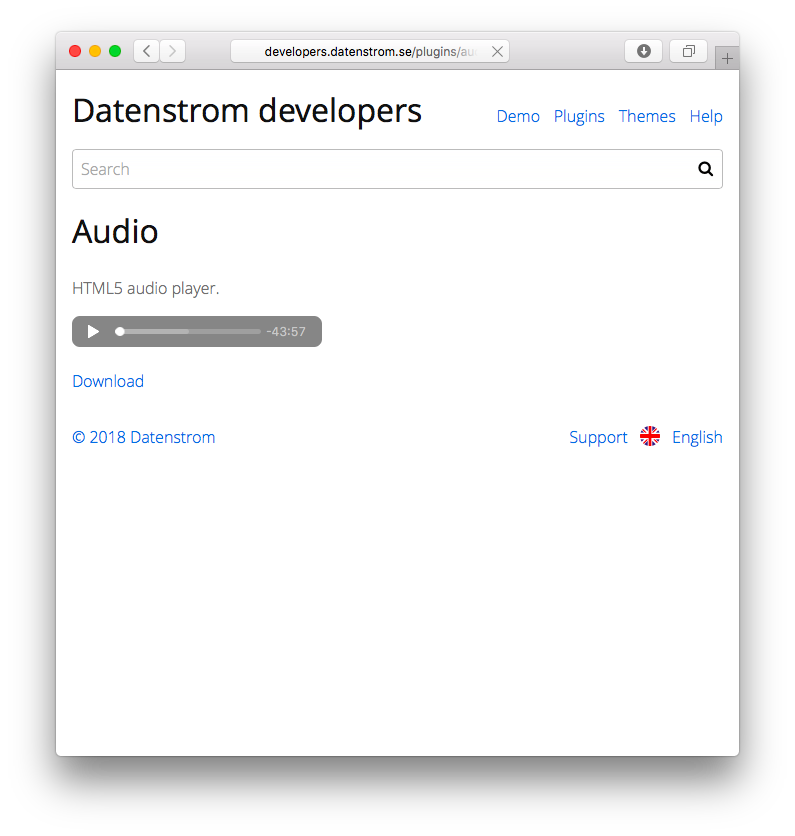 developers.datenstrom.se/plugins/au
Datenstrom developers
Demo Plugins Themes Help
Search
Audio
HTML5 audio player.
-43:57
Download
© 2018 Datenstrom
Support English